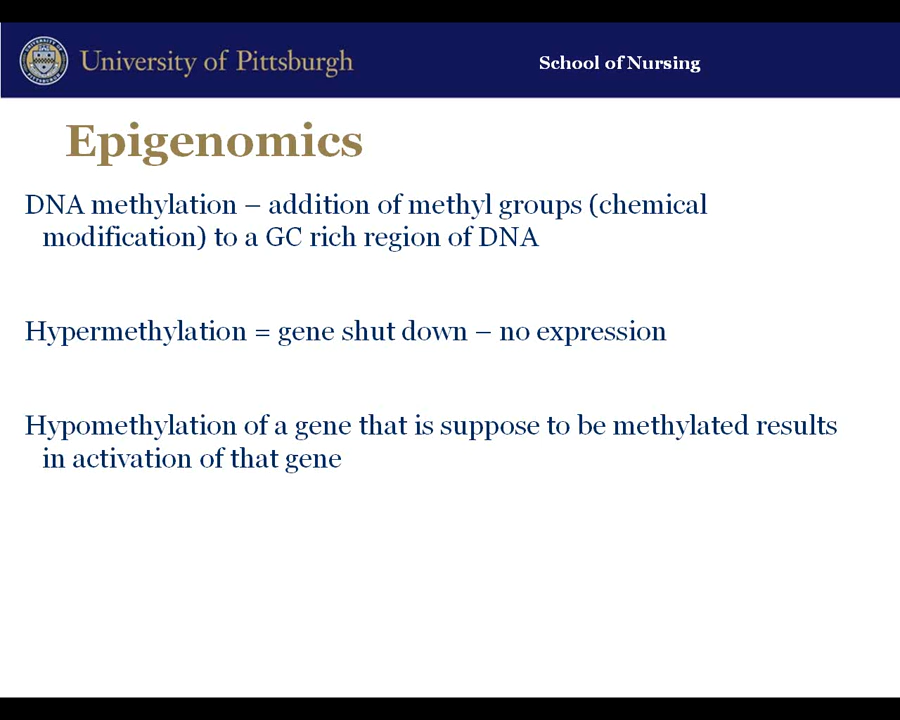 University of Pittsburgh
School of Nursing
Epigenomics
DNA methylation – addition of methyl groups (chemical
modification) to a GC rich region of DNA
Hypermethylation = gene shut down – no expression
Hypomethylation of a gene that is suppose to be methylated results
in activation of that gene